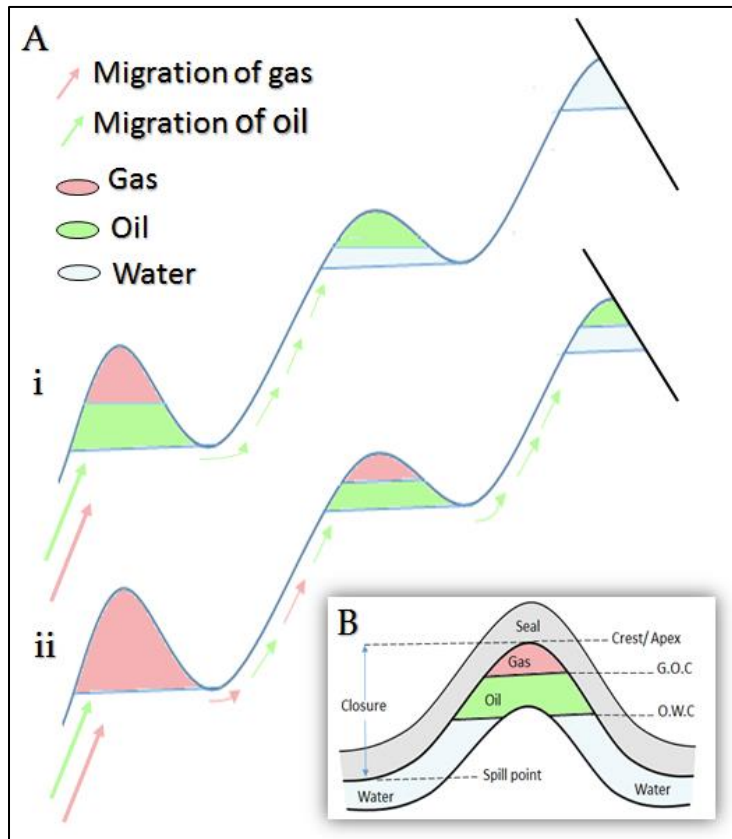 A
Migration of gas
Migration of oil
Gas
Oil
Water
i
ii
B
Seal
Crest/ Apex
Gas
G.O.C
Oil
O.W.C
Closure
Spill point
Water
Water